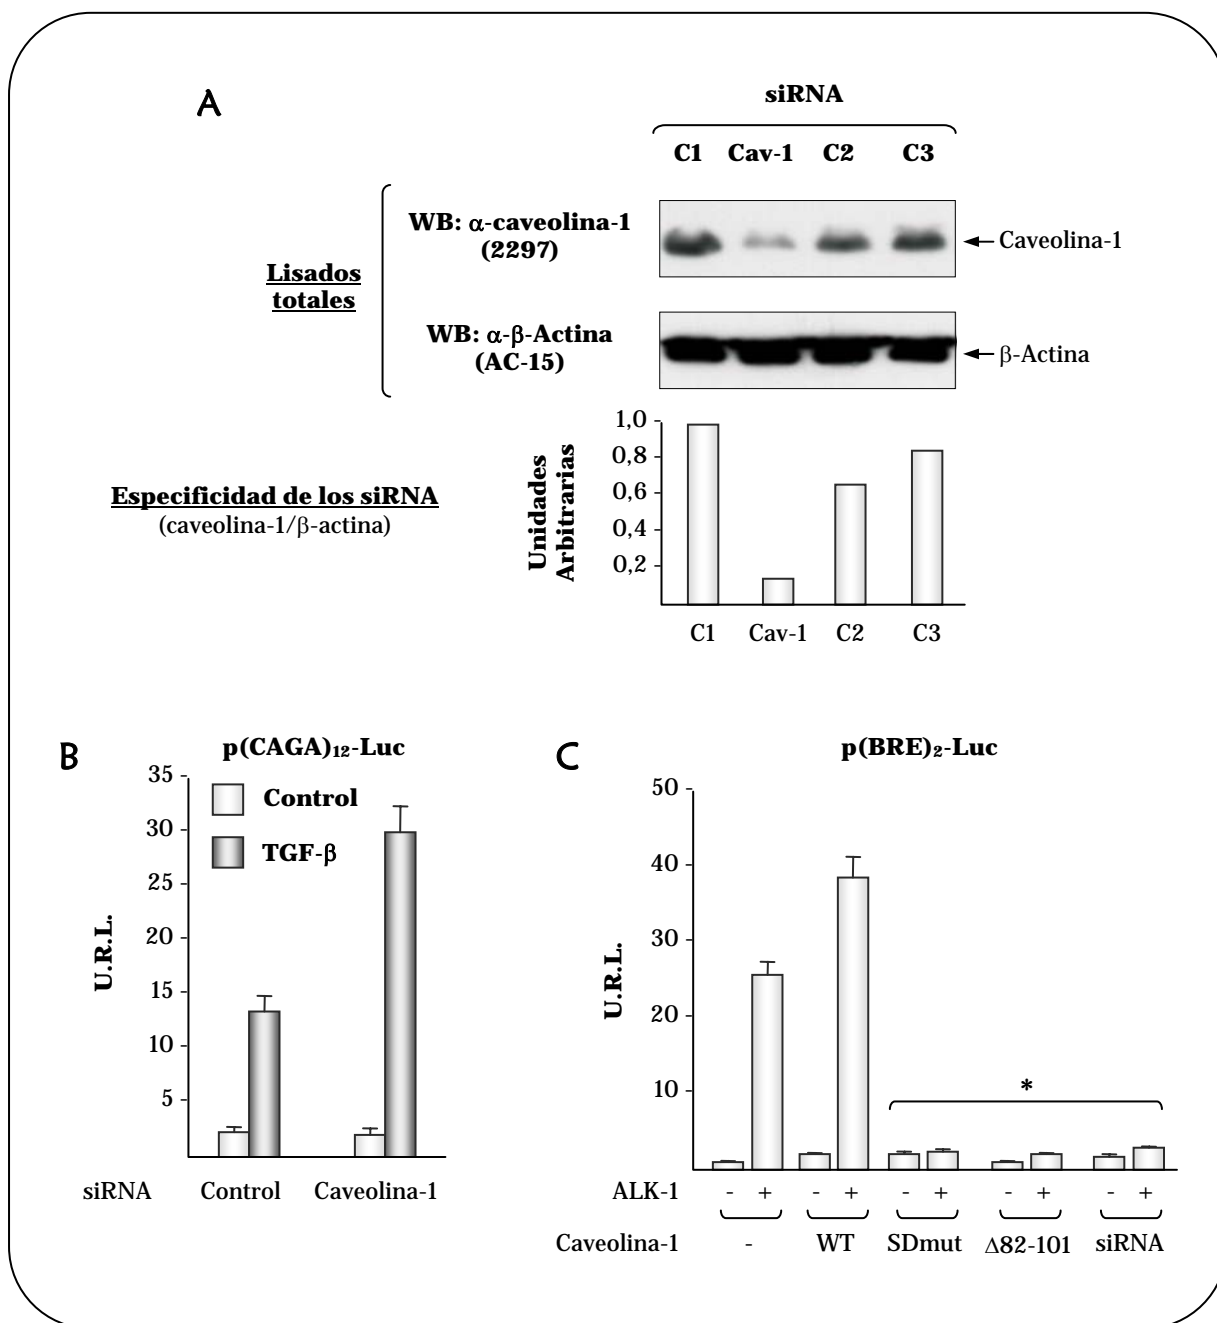 A
siRNA
C1 Cav-1 C2 C3
WB: α-caveolina-1
(2297)
Caveolina-1
Lisados
totales
WB: α-β-Actina
(AC-15)
β-Actina
Especificidad de los siRNA
(caveolina-1/β-actina)
Unidades
Arbitrarias
1,0
0,8
0,6
0,4
0,2
C1 Cav-1 C2 C3
B
p(CAGA)₁₂-Luc
Control
TGF-β
U.R.L.
35
30
25
20
15
10
5
siRNA Control Caveolina-1
C
p(BRE)₂-Luc
U.R.L.
50
40
30
20
10
*
ALK-1 - + - + - + - + - +
Caveolina-1 - WT SDmut Δ82-101 siRNA